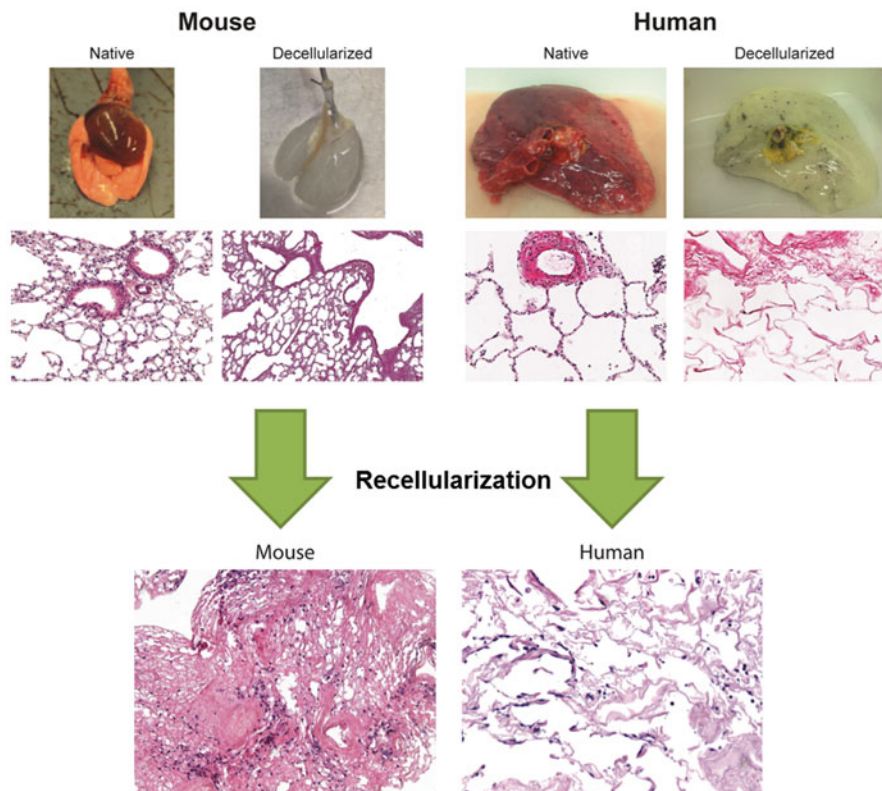 Mouse
Human
Native
Decellularized
Native
Decellularized
Recellularization
Mouse
Human